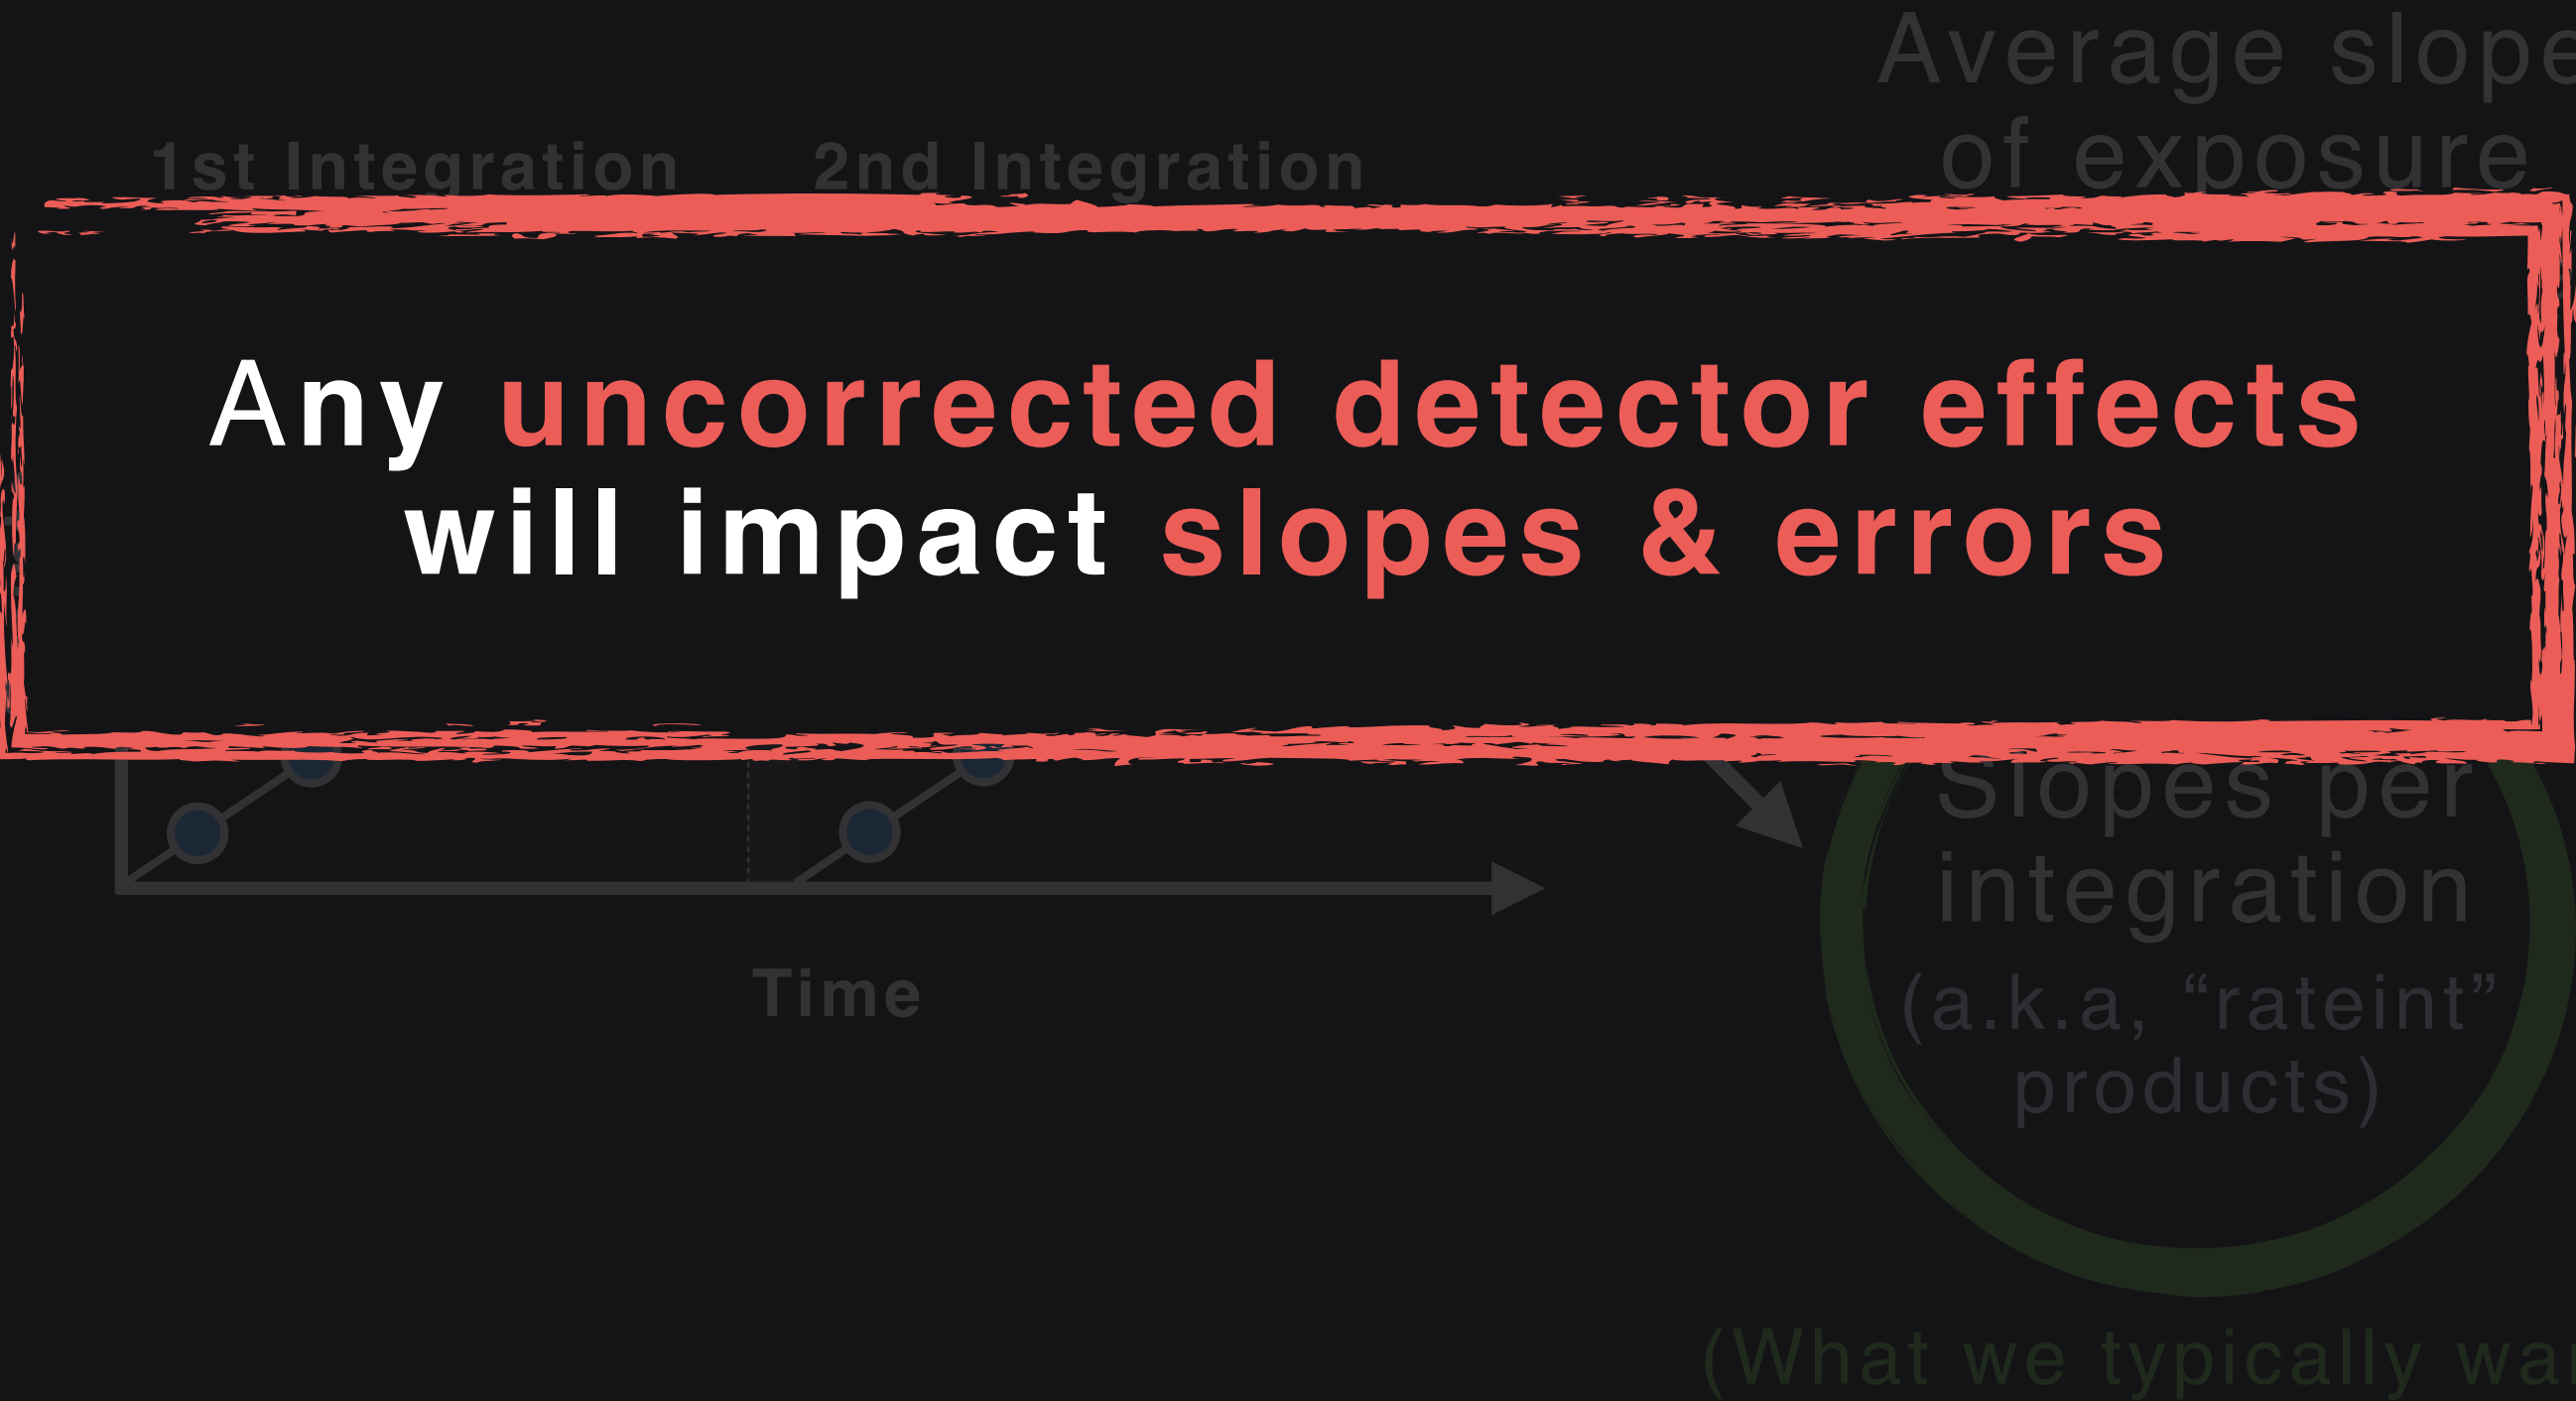 Average slope
of exposure
1st Integration
2nd Integration
Any uncorrected detector effects
will impact slopes & errors
Slopes per
integration
(a.k.a, “rateint”
products)
Time
(What we typically